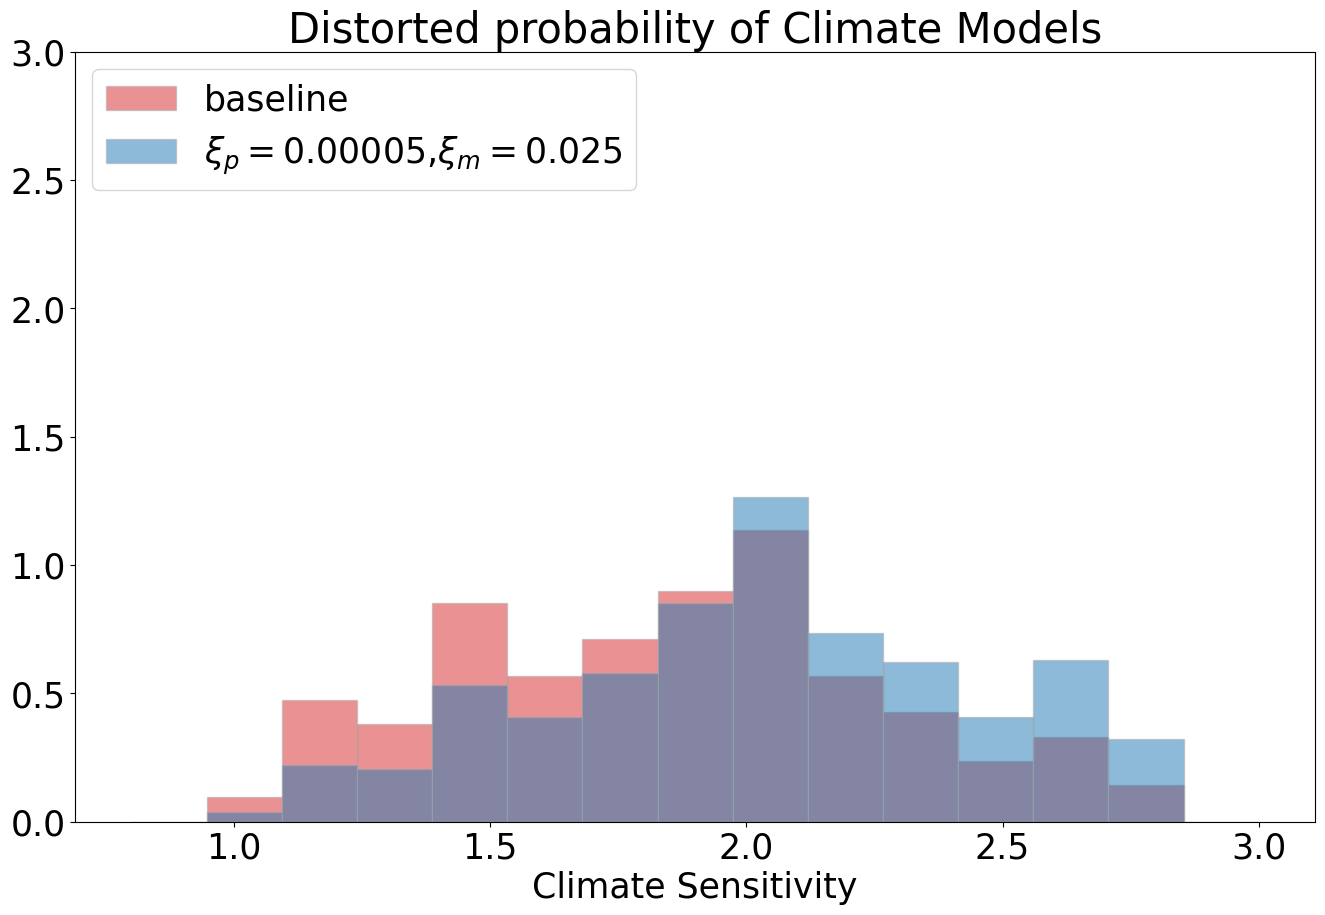 Distorted probability of Climate Models
3.0
baseline
ξp = 0.00005,ξm = 0.025
2.5
2.0
1.5
1.0
0.5
0.0
1.0 1.5 2.0 2.5 3.0
Climate Sensitivity